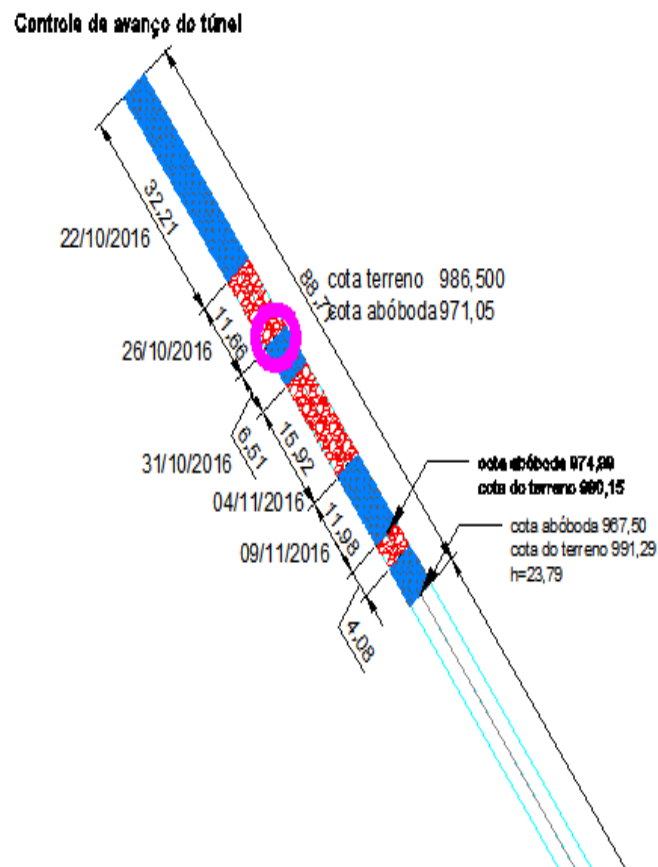 Controle de avanço do túnel
32,21
22/10/2016
88,7
cota terreno 986,500
cota abóboda 971,05
11,66
26/10/2016
6,51
31/10/2016
15,92
04/11/2016
11,98
09/11/2016
4,08
cota abóboda 974,99
cota do terreno 990,15
cota abóboda 967,50
cota do terreno 991,29
h=23,79